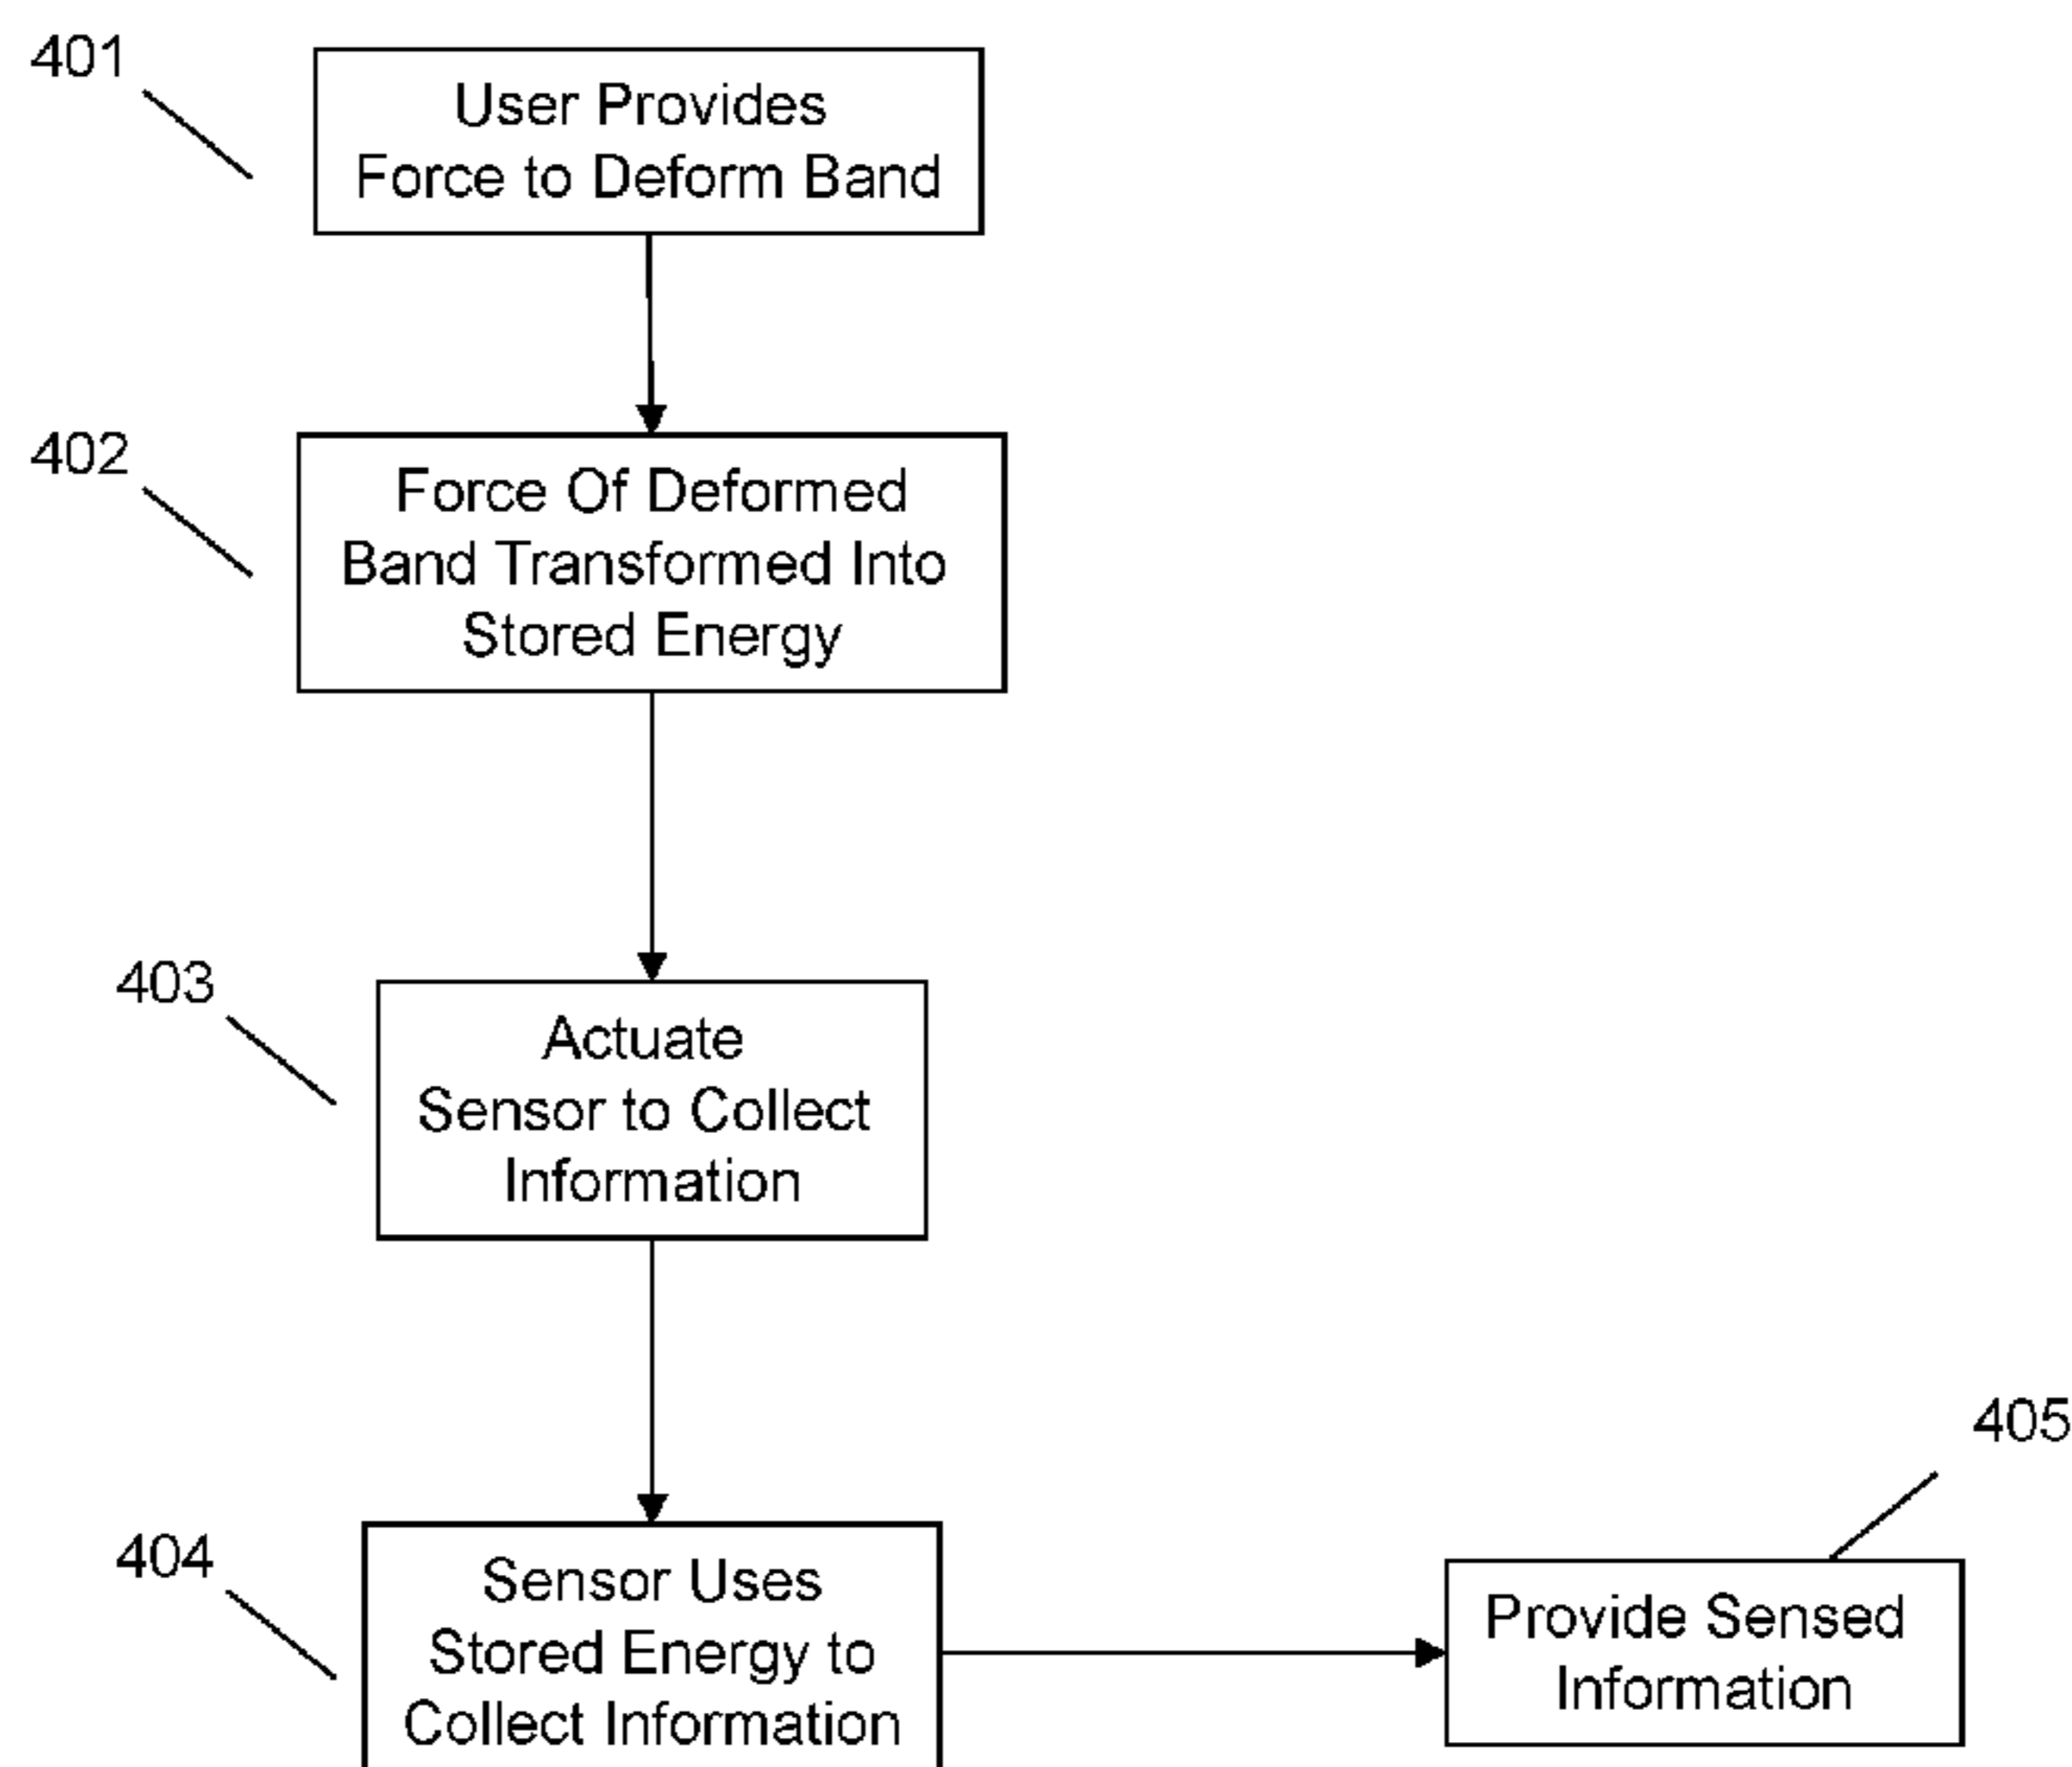 401
User Provides
Force to Deform Band
402
Force Of Deformed
Band Transformed Into
Stored Energy
403
Actuate
Sensor to Collect
Information
404
Sensor Uses
Stored Energy to
Collect Information
405
Provide Sensed
Information